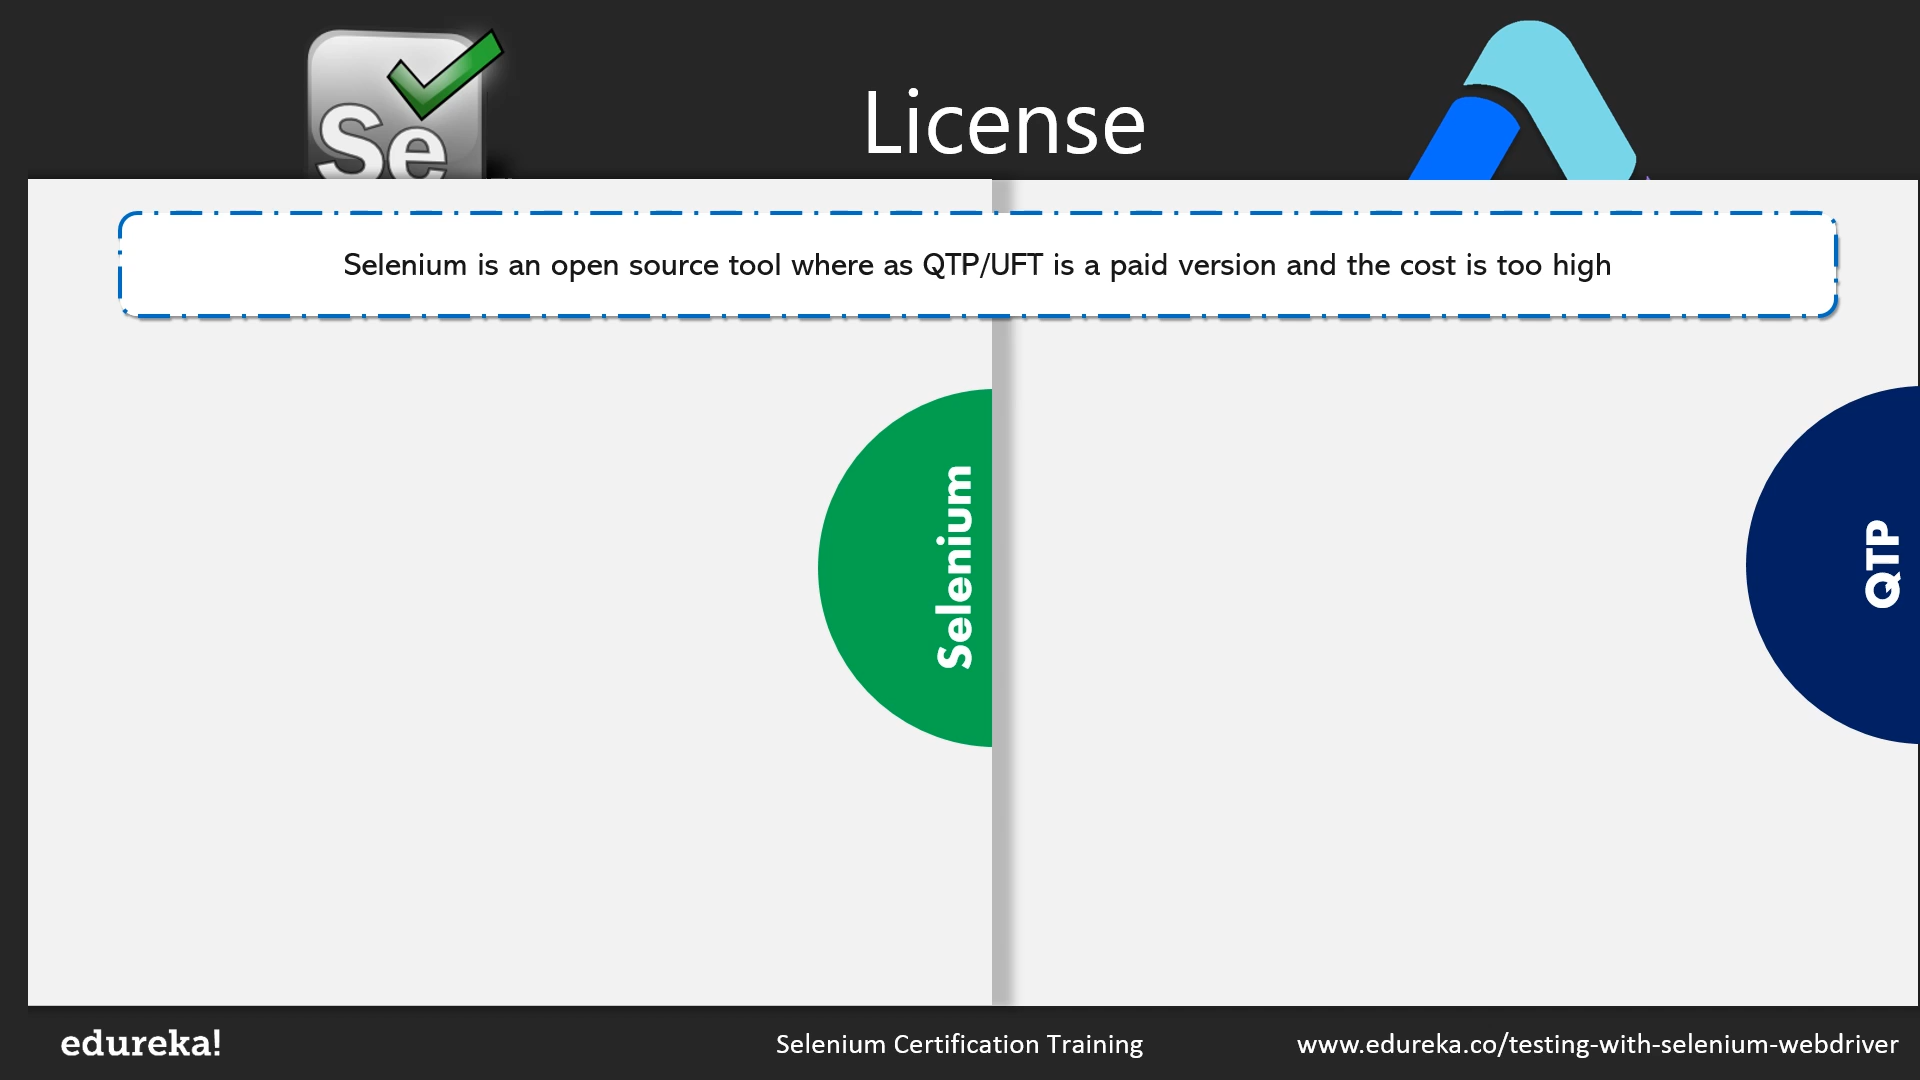 Se
License
Selenium is an open source tool where as QTP/UFT is a paid version and the cost is too high
Selenium
QTP
edureka!
Selenium Certification Training
www.edureka.co/testing-with-selenium-webdriver